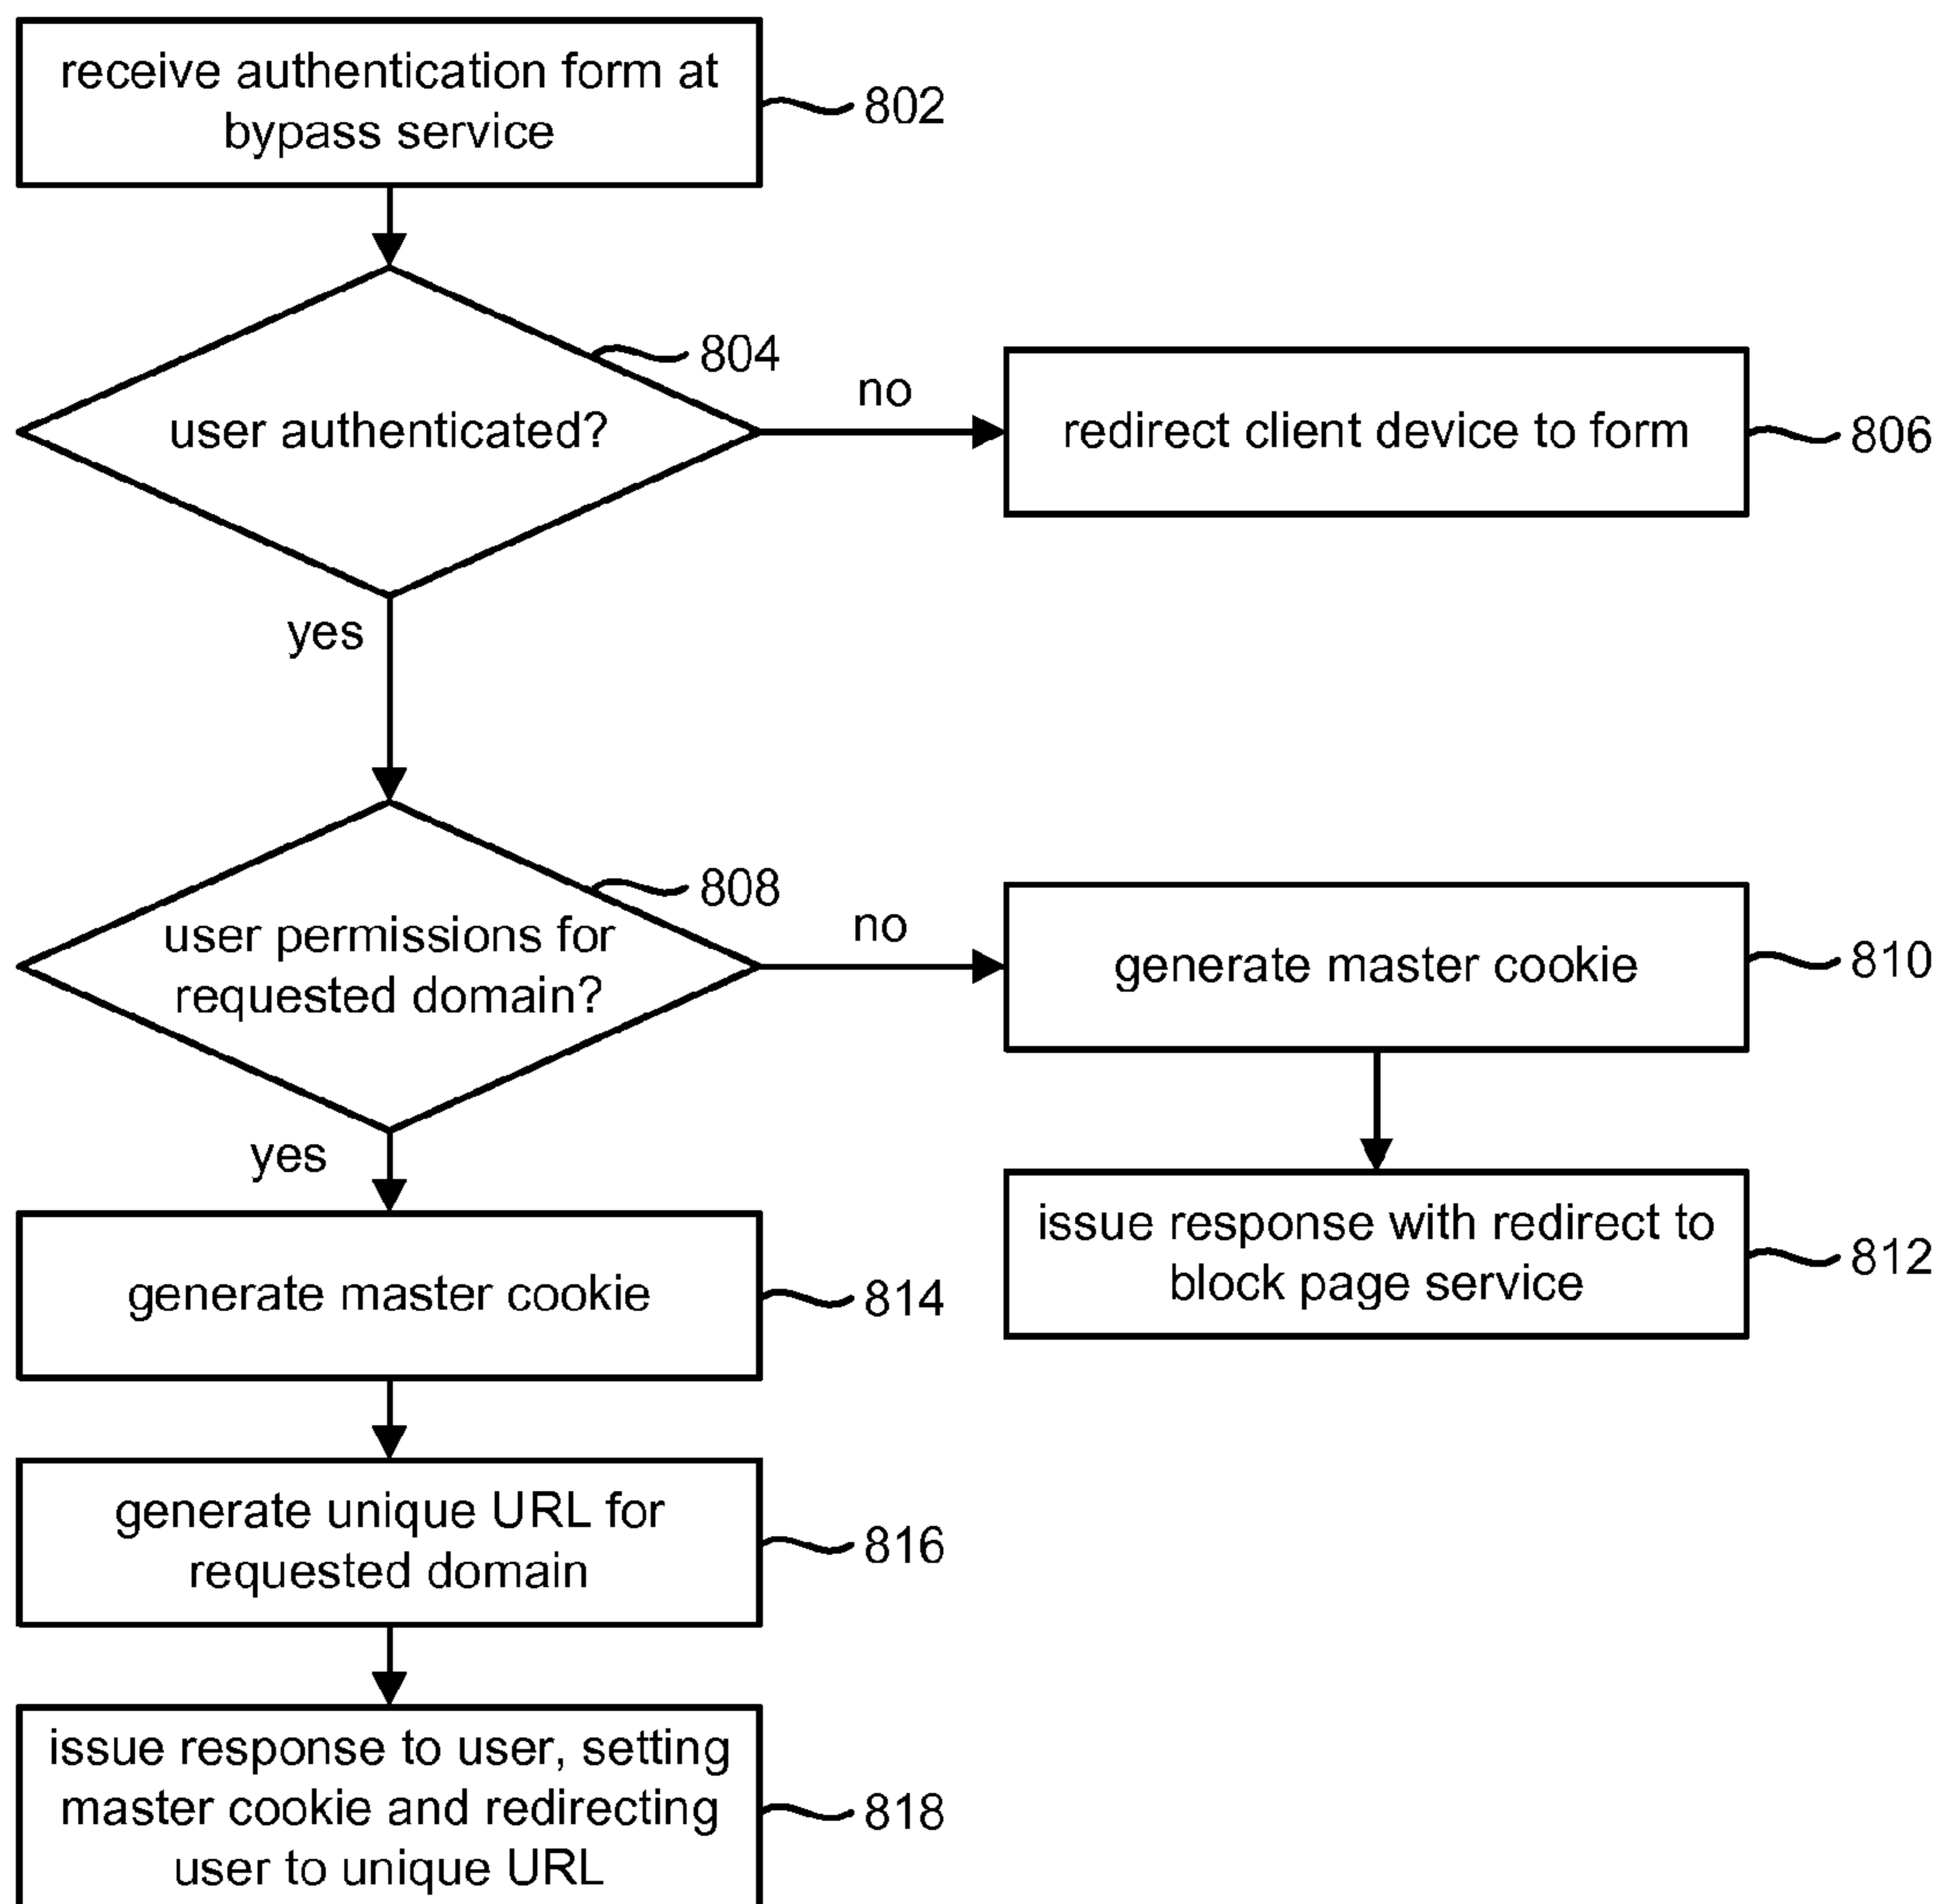 receive authentication form at
bypass service
802
804
user authenticated?
no
redirect client device to form
806
yes
808
user permissions for
requested domain?
no
generate master cookie
810
yes
issue response with redirect to
block page service
812
generate master cookie
814
generate unique URL for
requested domain
816
issue response to user, setting
master cookie and redirecting
user to unique URL
818